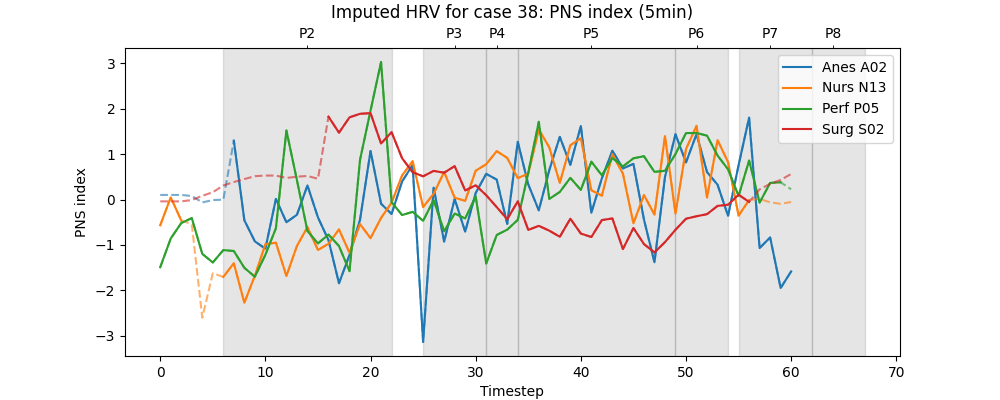 Imputed HRV for case 38: PNS index (5min)
P2 P3 P4 P5 P6 P7 P8
PNS index
3
2
1
0
−1
−2
−3
Anes A02
Nurs N13
Perf P05
Surg S02
0 10 20 30 40 50 60 70
Timestep